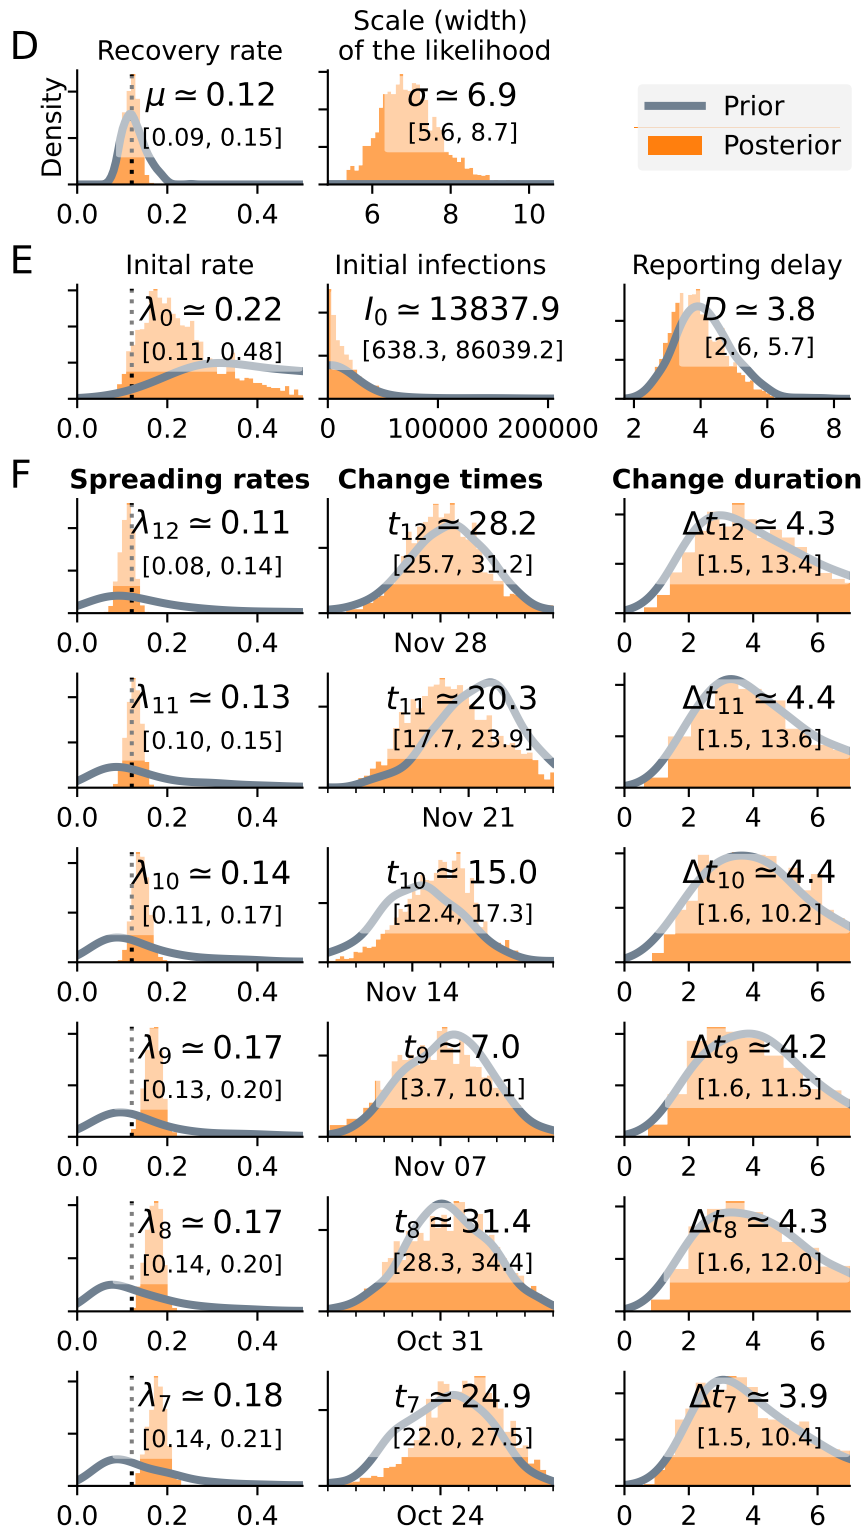 D
Recovery rate
Scale (width)
of the likelihood
Density
μ ≃ 0.12
[0.09, 0.15]
0.0 0.2 0.4
σ ≃ 6.9
[5.6, 8.7]
6 8 10
Prior
Posterior
E
Inital rate
λ0 ≃ 0.22
[0.11, 0.48]
0.0 0.2 0.4
Initial infections
I0 ≃ 13837.9
[638.3, 86039.2]
0 100000 200000
Reporting delay
D ≃ 3.8
[2.6, 5.7]
2 4 6 8
F
Spreading rates Change times Change duration
λ12 ≃ 0.11
[0.08, 0.14]
0.0 0.2 0.4
t12 ≃ 28.2
[25.7, 31.2]
Nov 28
Δt12 ≃ 4.3
[1.5, 13.4]
0 2 4 6
λ11 ≃ 0.13
[0.10, 0.15]
0.0 0.2 0.4
t11 ≃ 20.3
[17.7, 23.9]
Nov 21
Δt11 ≃ 4.4
[1.5, 13.6]
0 2 4 6
λ10 ≃ 0.14
[0.11, 0.17]
0.0 0.2 0.4
t10 ≃ 15.0
[12.4, 17.3]
Nov 14
Δt10 ≃ 4.4
[1.6, 10.2]
0 2 4 6
λ9 ≃ 0.17
[0.13, 0.20]
0.0 0.2 0.4
t9 ≃ 7.0
[3.7, 10.1]
Nov 07
Δt9 ≃ 4.2
[1.6, 11.5]
0 2 4 6
λ8 ≃ 0.17
[0.14, 0.20]
0.0 0.2 0.4
t8 ≃ 31.4
[28.3, 34.4]
Oct 31
Δt8 ≃ 4.3
[1.6, 12.0]
0 2 4 6
λ7 ≃ 0.18
[0.14, 0.21]
0.0 0.2 0.4
t7 ≃ 24.9
[22.0, 27.5]
Oct 24
Δt7 ≃ 3.9
[1.5, 10.4]
0 2 4 6